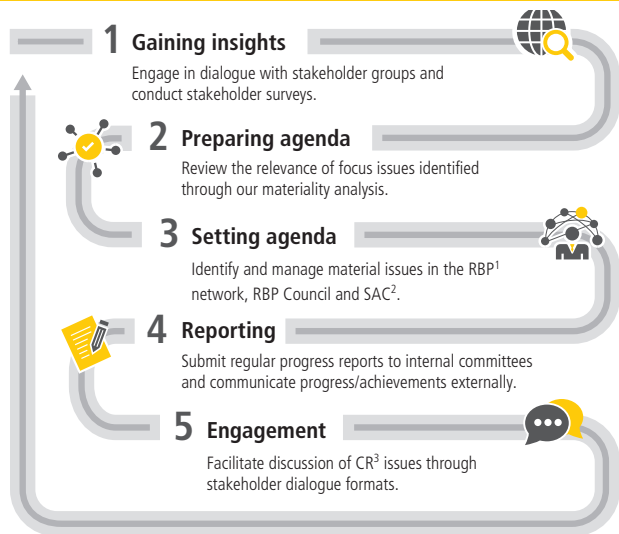 1 Gaining insights
Engage in dialogue with stakeholder groups and
conduct stakeholder surveys.
2 Preparing agenda
Review the relevance of focus issues identified
through our materiality analysis.
3 Setting agenda
Identify and manage material issues in the RBP¹
network, RBP Council and SAC².
4 Reporting
Submit regular progress reports to internal committees
and communicate progress/achievements externally.
5 Engagement
Facilitate discussion of CR³ issues through
stakeholder dialogue formats.